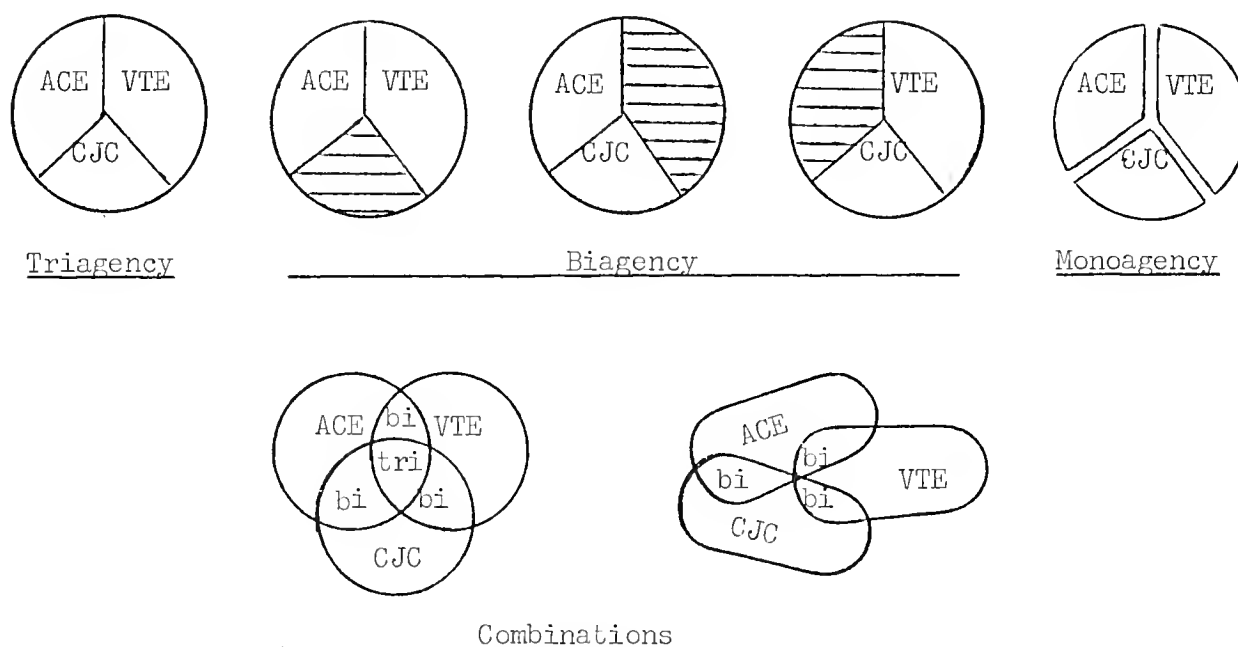 ACE VTE ACE VTE ACE VTE ACE VTE
CJC CJC CJC CJC
Triagency Biagency Monoagency
ACE bi VTE ACE
tri bi
bi bi bi bi VTE
CJC CJC
Combinations